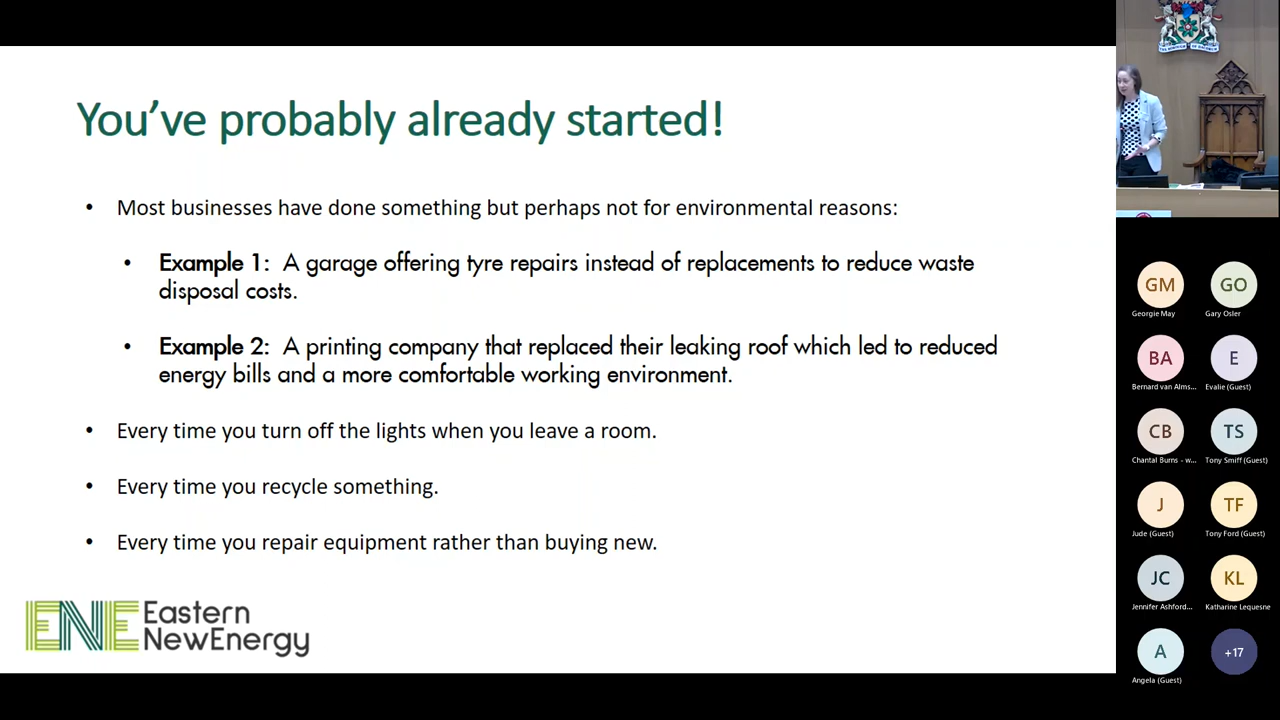 You've probably already started!
• Most businesses have done something but perhaps not for environmental reasons:
• Example 1: A garage offering tyre repairs instead of replacements to reduce waste
disposal costs.
• Example 2: A printing company that replaced their leaking roof which led to reduced
energy bills and a more comfortable working environment.
• Every time you turn off the lights when you leave a room.
• Every time you recycle something.
• Every time you repair equipment rather than buying new.
ENE Eastern
NewEnergy
GM GO
Georgie May Gary Osler
BA E
Bernard van Alms... Evalie (Guest)
CB TS
Chantal Burns - w... Tony Smiff (Guest)
J TF
Jude (Guest) Tony Ford (Guest)
JC KL
Jennifer Ashford... Katharine Lequesne
A +17
Angela (Guest)